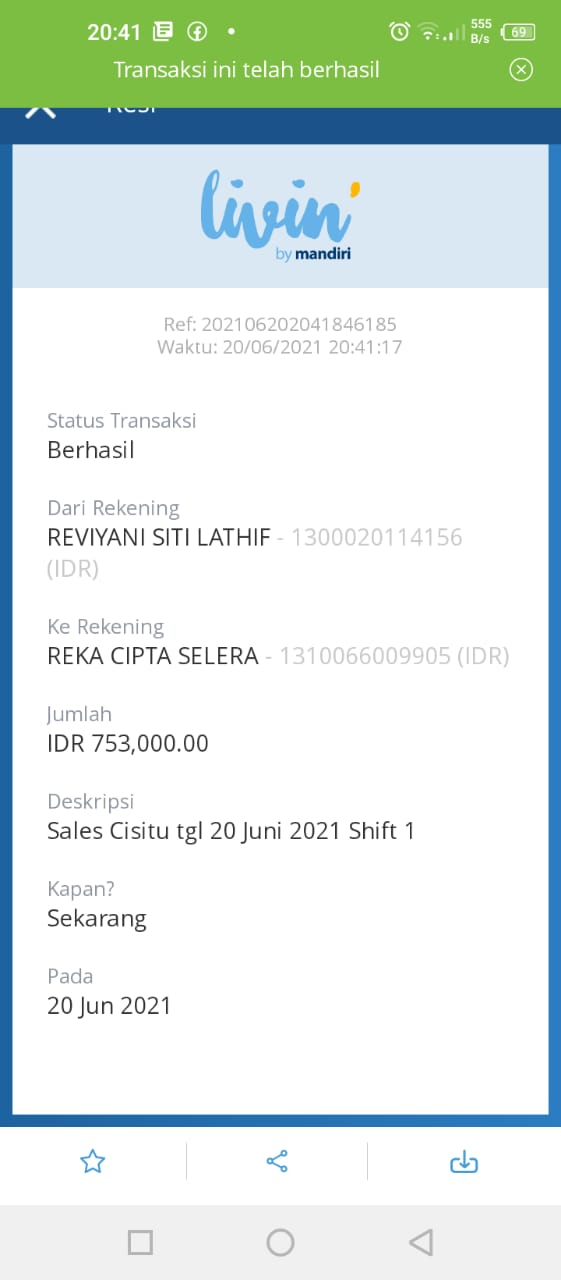 20:41
555
B/s
69
Transaksi ini telah berhasil
Resi
livin'
by mandiri
Ref: 202106202041846185
Waktu: 20/06/2021 20:41:17
Status Transaksi
Berhasil
Dari Rekening
REVIYANI SITI LATHIF - 1300020114156
(IDR)
Ke Rekening
REKA CIPTA SELERA - 1310066009905 (IDR)
Jumlah
IDR 753,000.00
Deskripsi
Sales Cisitu tgl 20 Juni 2021 Shift 1
Kapan?
Sekarang
Pada
20 Jun 2021